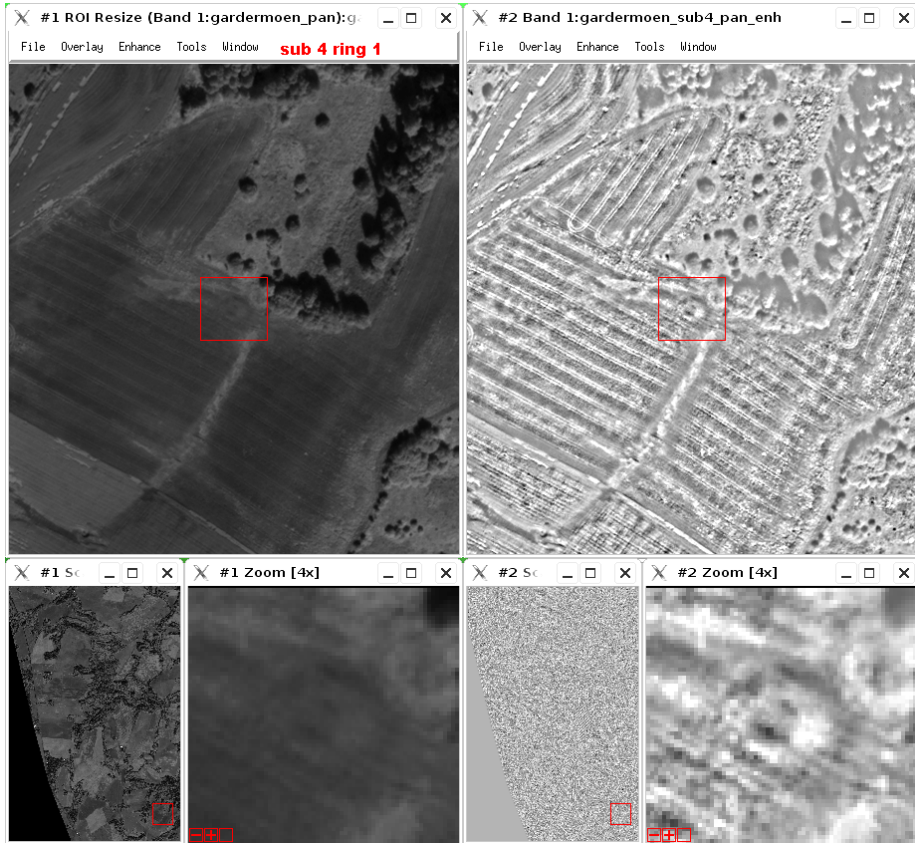 #1 ROI Resize (Band 1:gardermoen_pan):ga
File Overlay Enhance Tools Window
sub 4 ring 1
#2 Band 1:gardermoen_sub4_pan_enh
File Overlay Enhance Tools Window
#1 Sc
#1 Zoom [4x]
#2 Sc
#2 Zoom [4x]